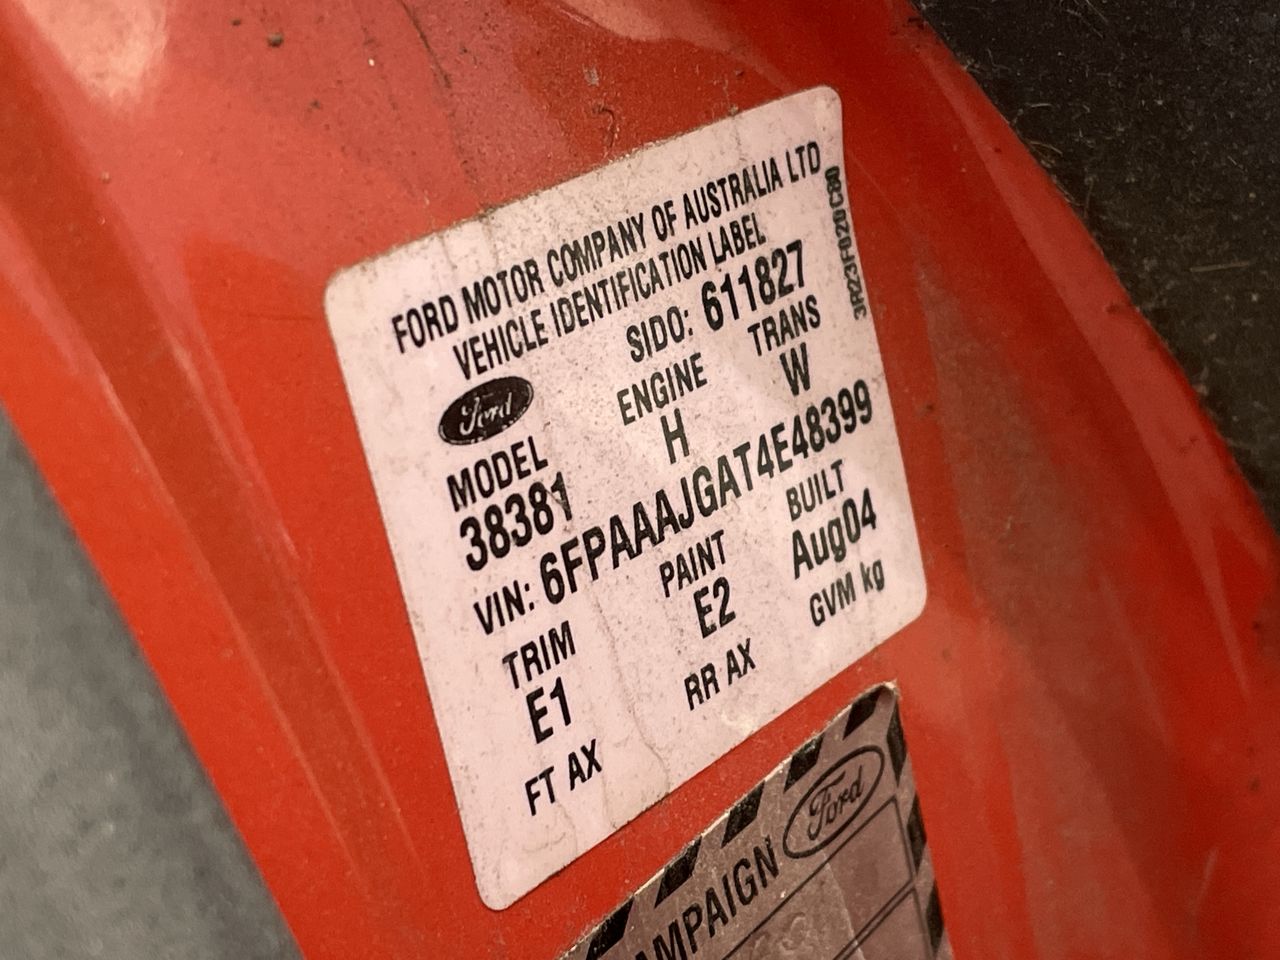 FORD MOTOR COMPANY OF AUSTRALIA LTD
VEHICLE IDENTIFICATION LABEL
3R23F020C80
Ford
SIDO: 611827
MODEL ENGINE TRANS
38381 H W
VIN: 6FPAAAJGAT4E48399
TRIM PAINT BUILT
E1 E2 Aug04
FT AX RR AX GVM kg
AMPAIGN Ford